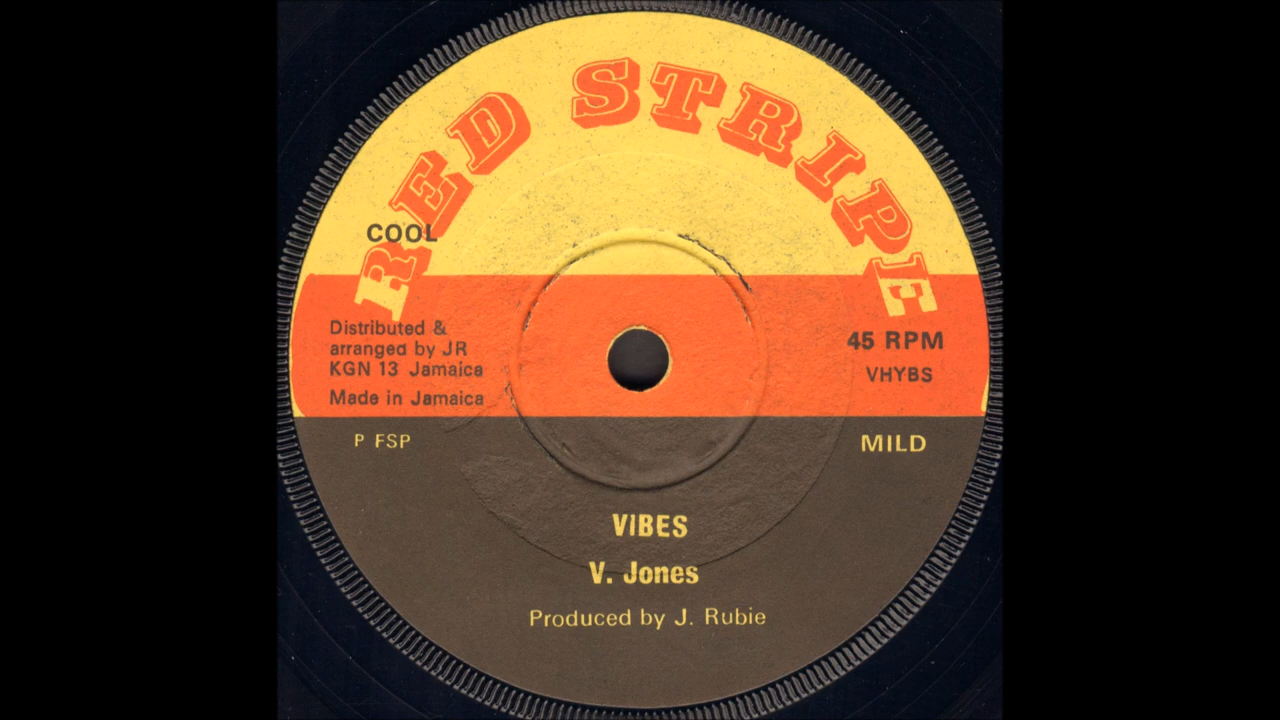 RED STRIPE
COOL
Distributed &
arranged by JR
KGN 13 Jamaica
Made in Jamaica
45 RPM
VHYBS
P FSP
MILD
VIBES
V. Jones
Produced by J. Rubie